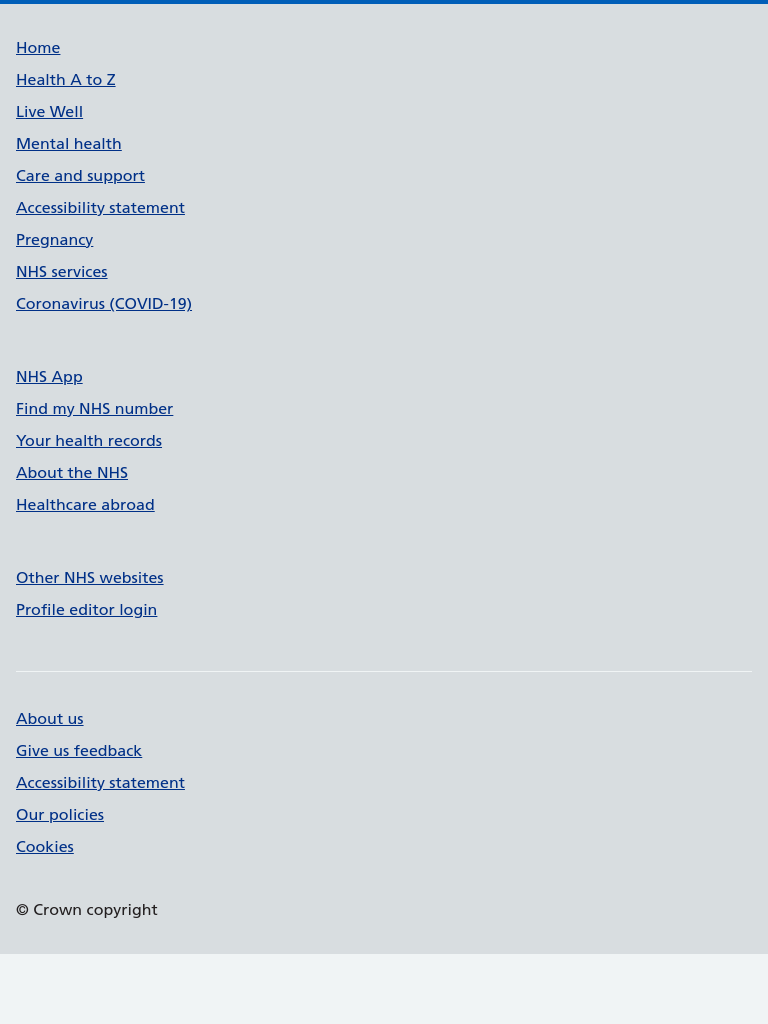 Home
Health A to Z
Live Well
Mental health
Care and support
Accessibility statement
Pregnancy
NHS services
Coronavirus (COVID-19)
NHS App
Find my NHS number
Your health records
About the NHS
Healthcare abroad
Other NHS websites
Profile editor login
About us
Give us feedback
Accessibility statement
Our policies
Cookies
© Crown copyright